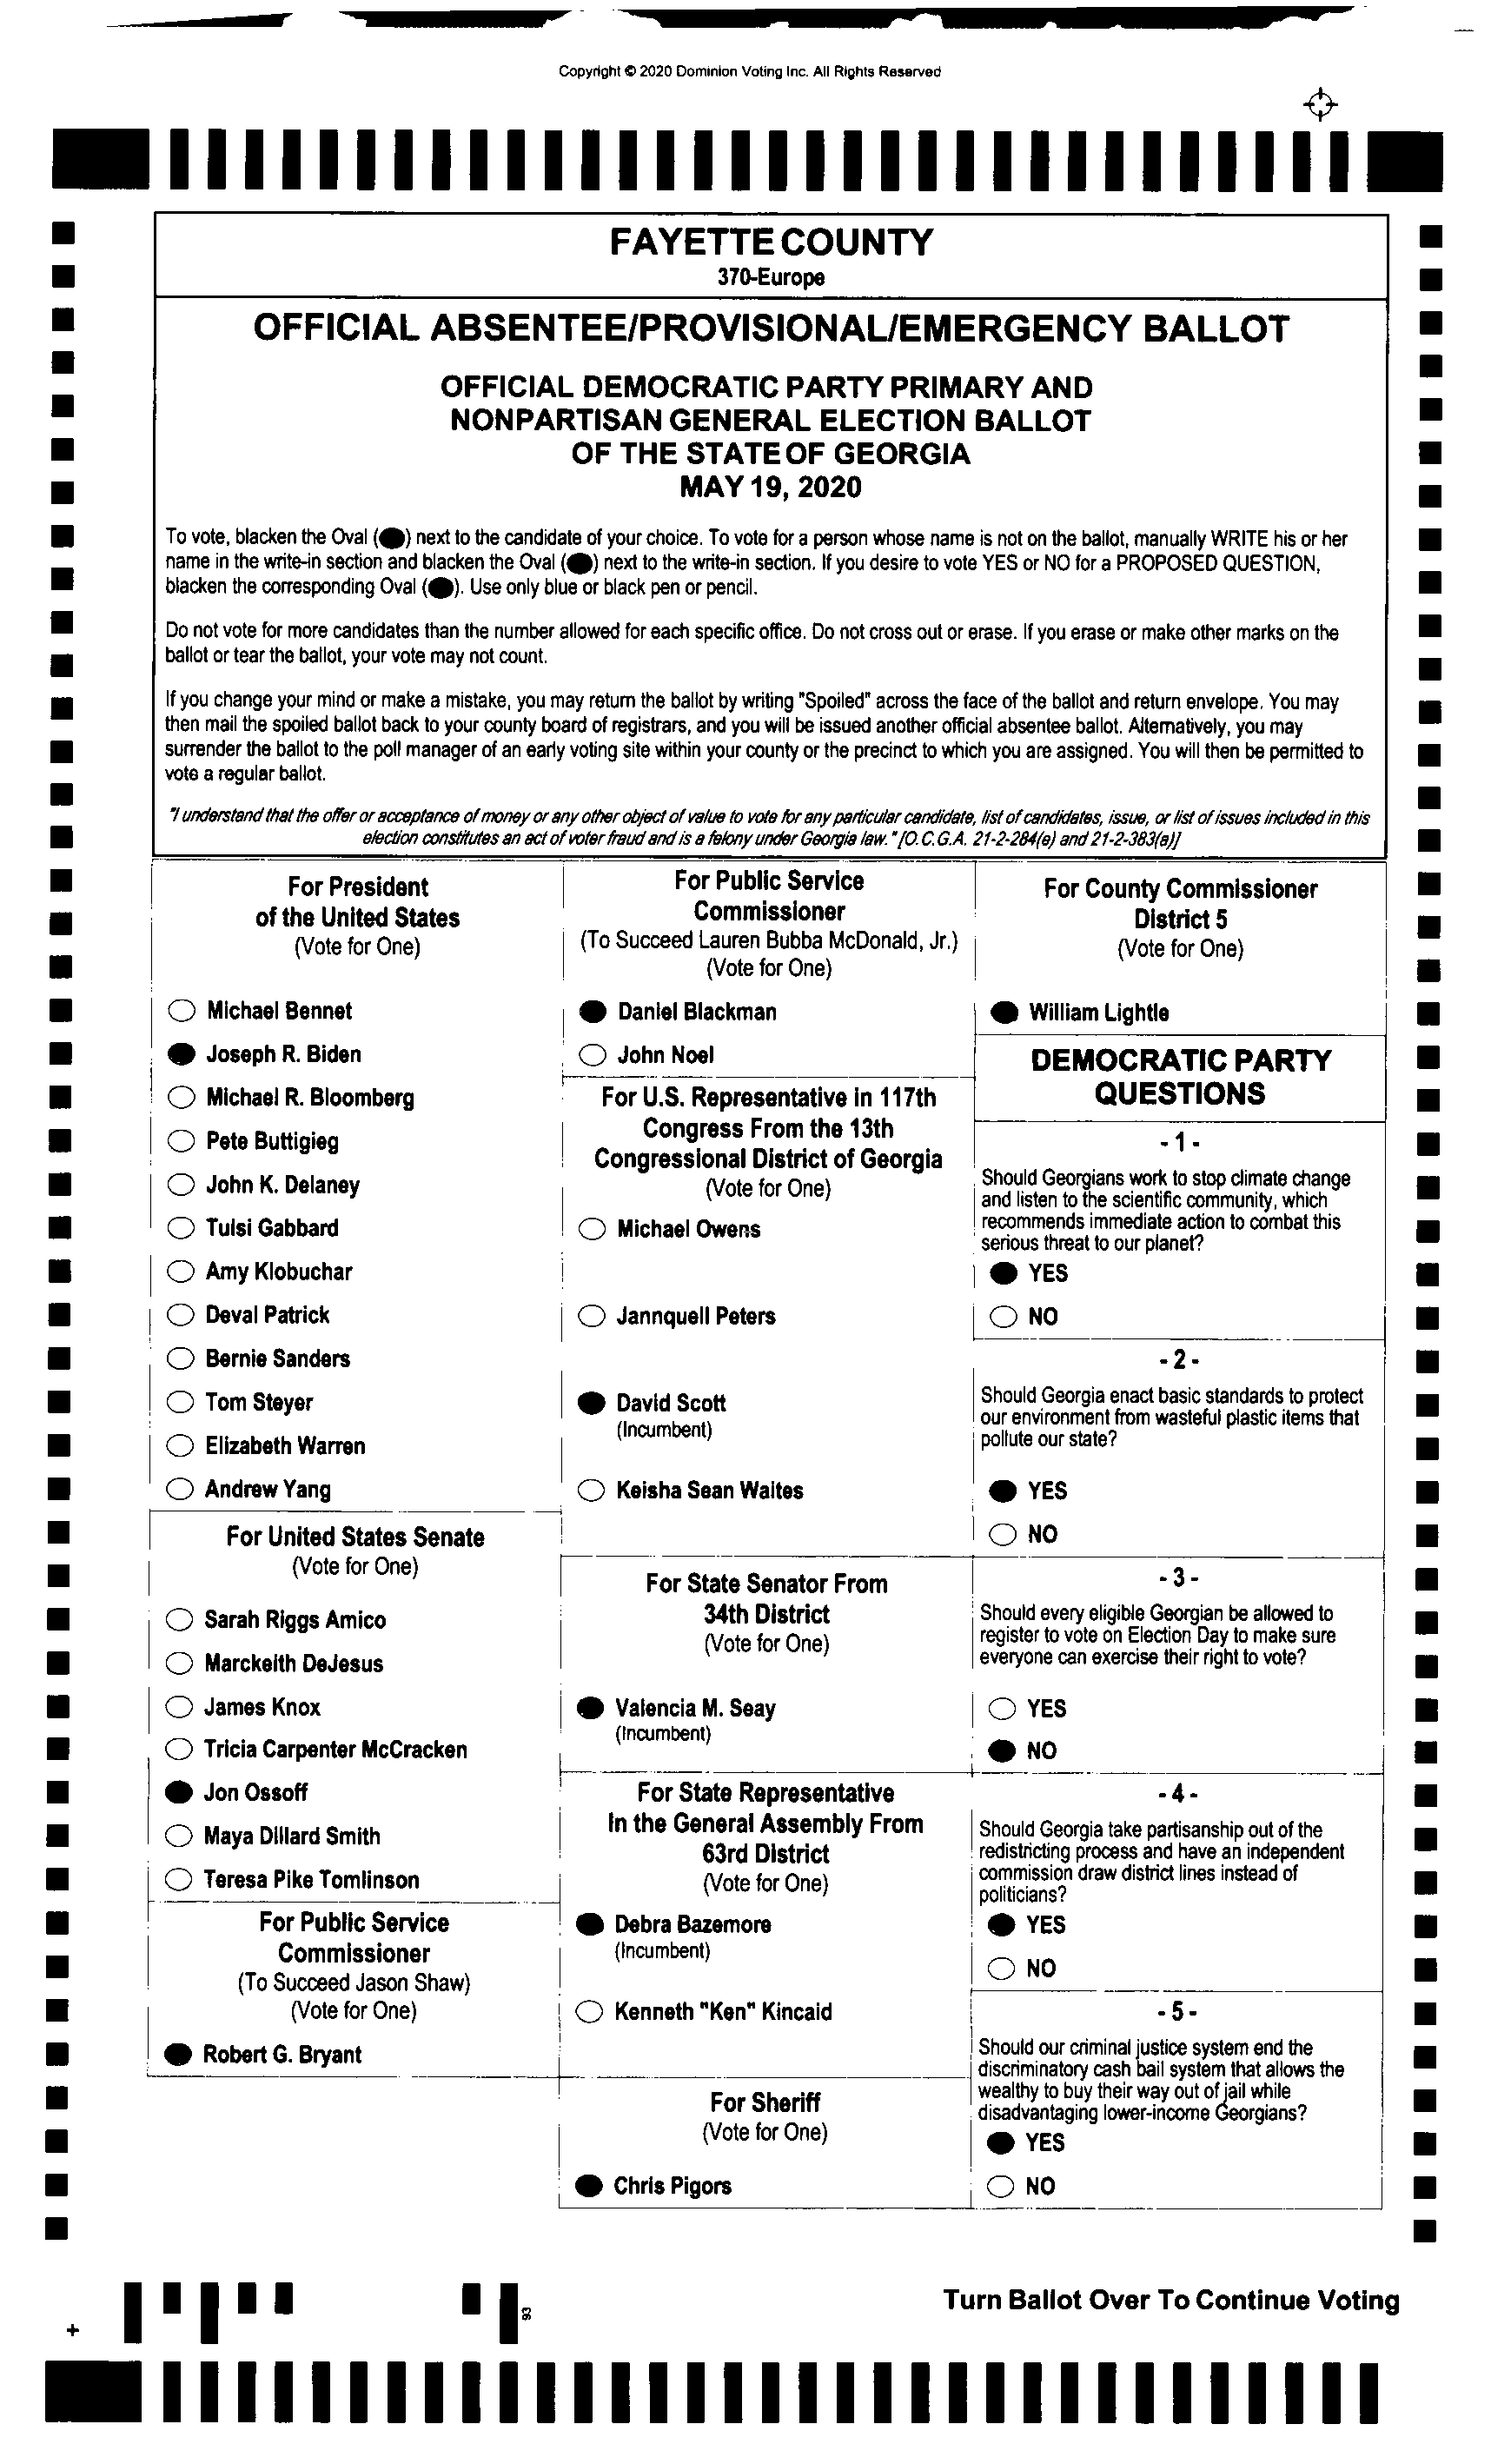 Copyright © 2020 Dominion Voting Inc. All Rights Reserved
FAYETTE COUNTY
370-Europe
OFFICIAL ABSENTEE/PROVISIONAL/EMERGENCY BALLOT
OFFICIAL DEMOCRATIC PARTY PRIMARY AND
NONPARTISAN GENERAL ELECTION BALLOT
OF THE STATE OF GEORGIA
MAY 19, 2020
To vote, blacken the Oval (●) next to the candidate of your choice. To vote for a person whose name is not on the ballot, manually WRITE his or her
name in the write-in section and blacken the Oval (●) next to the write-in section. If you desire to vote YES or NO for a PROPOSED QUESTION,
blacken the corresponding Oval (●). Use only blue or black pen or pencil.
Do not vote for more candidates than the number allowed for each specific office. Do not cross out or erase. If you erase or make other marks on the
ballot or tear the ballot, your vote may not count.
If you change your mind or make a mistake, you may return the ballot by writing "Spoiled" across the face of the ballot and return envelope. You may
then mail the spoiled ballot back to your county board of registrars, and you will be issued another official absentee ballot. Alternatively, you may
surrender the ballot to the poll manager of an early voting site within your county or the precinct to which you are assigned. You will then be permitted to
vote a regular ballot.
"I understand that the offer or acceptance of money or any other object of value to vote for any particular candidate, list of candidates, issue, or list of issues included in this
election constitutes an act of voter fraud and is a felony under Georgia law." [O.C.G.A. 21-2-284(e) and 21-2-383(a)]
For President
of the United States
(Vote for One)
Michael Bennet
Joseph R. Biden
Michael R. Bloomberg
Pete Buttigieg
John K. Delaney
Tulsi Gabbard
Amy Klobuchar
Deval Patrick
Bernie Sanders
Tom Steyer
Elizabeth Warren
Andrew Yang
For United States Senate
(Vote for One)
Sarah Riggs Amico
Marckeith DeJesus
James Knox
Tricia Carpenter McCracken
Jon Ossoff
Maya Dillard Smith
Teresa Pike Tomlinson
For Public Service
Commissioner
(To Succeed Jason Shaw)
(Vote for One)
Robert G. Bryant
For Public Service
Commissioner
(To Succeed Lauren Bubba McDonald, Jr.)
(Vote for One)
Daniel Blackman
John Noel
For U.S. Representative in 117th
Congress From the 13th
Congressional District of Georgia
(Vote for One)
Michael Owens
Jannquell Peters
David Scott
(Incumbent)
Keisha Sean Waites
For State Senator From
34th District
(Vote for One)
Valencia M. Seay
(Incumbent)
For State Representative
In the General Assembly From
63rd District
(Vote for One)
Debra Bazemore
(Incumbent)
Kenneth "Ken" Kincaid
For Sheriff
(Vote for One)
Chris Pigors
For County Commissioner
District 5
(Vote for One)
William Lightle
DEMOCRATIC PARTY
QUESTIONS
- 1 -
Should Georgians work to stop climate change
and listen to the scientific community, which
recommends immediate action to combat this
serious threat to our planet?
YES
NO
- 2 -
Should Georgia enact basic standards to protect
our environment from wasteful plastic items that
pollute our state?
YES
NO
- 3 -
Should every eligible Georgian be allowed to
register to vote on Election Day to make sure
everyone can exercise their right to vote?
YES
NO
- 4 -
Should Georgia take partisanship out of the
redistricting process and have an independent
commission draw district lines instead of
politicians?
YES
NO
- 5 -
Should our criminal justice system end the
discriminatory cash bail system that allows the
wealthy to buy their way out of jail while
disadvantaging lower-income Georgians?
YES
NO
93
Turn Ballot Over To Continue Voting